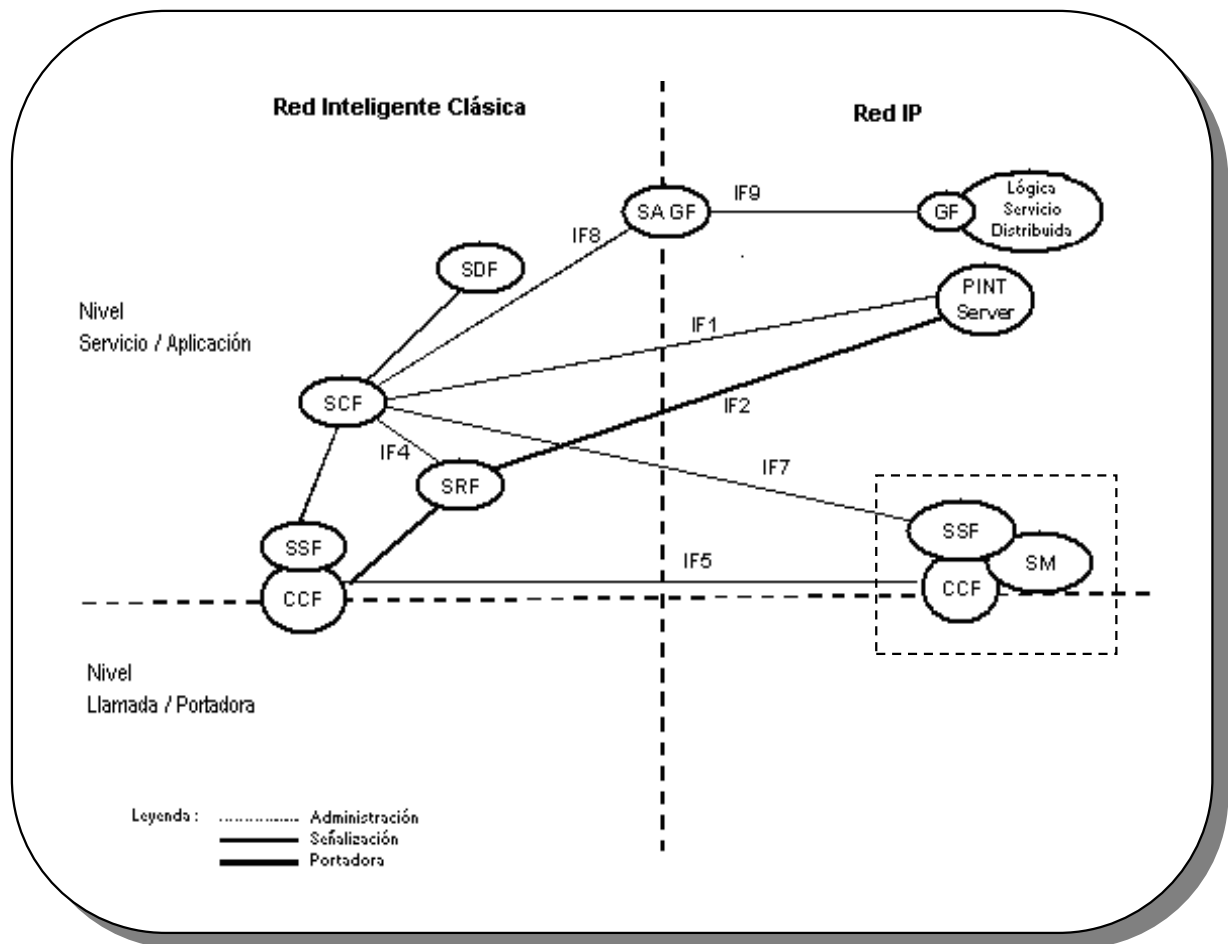 Red Inteligente Clásica
Red IP
SA GF
IF9
GF
Lógica
Servicio
Distribuida
IF8
SDF
PINT
Server
Nivel
Servicio / Aplicación
IF1
SCF
IF2
IF4
IF7
SRF
SSF
CCF
IF5
SSF
SM
CCF
Nivel
Llamada / Portadora
Leyenda : Administración
Señalización
Portadora